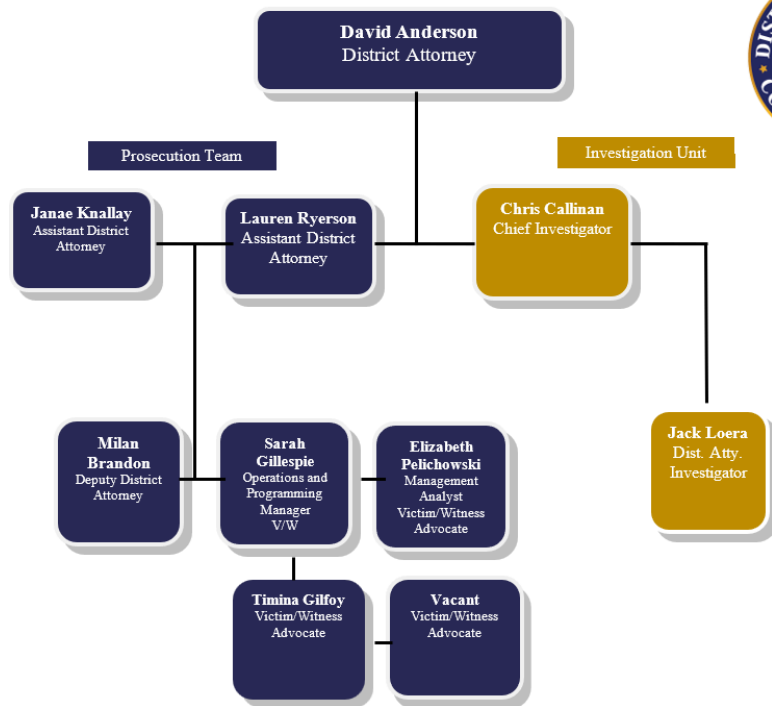 David Anderson
District Attorney
DIST
CO
Prosecution Team
Investigation Unit
Janae Knallay
Assistant District
Attorney
Lauren Ryerson
Assistant District
Attorney
Chris Callinan
Chief Investigator
Milan
Brandon
Deputy District
Attorney
Sarah
Gillespie
Operations and
Programming
Manager
V/W
Elizabeth
Pelichowski
Management
Analyst
Victim/Witness
Advocate
Jack Loera
Dist. Atty.
Investigator
Timina Gilfoy
Victim/Witness
Advocate
Vacant
Victim/Witness
Advocate